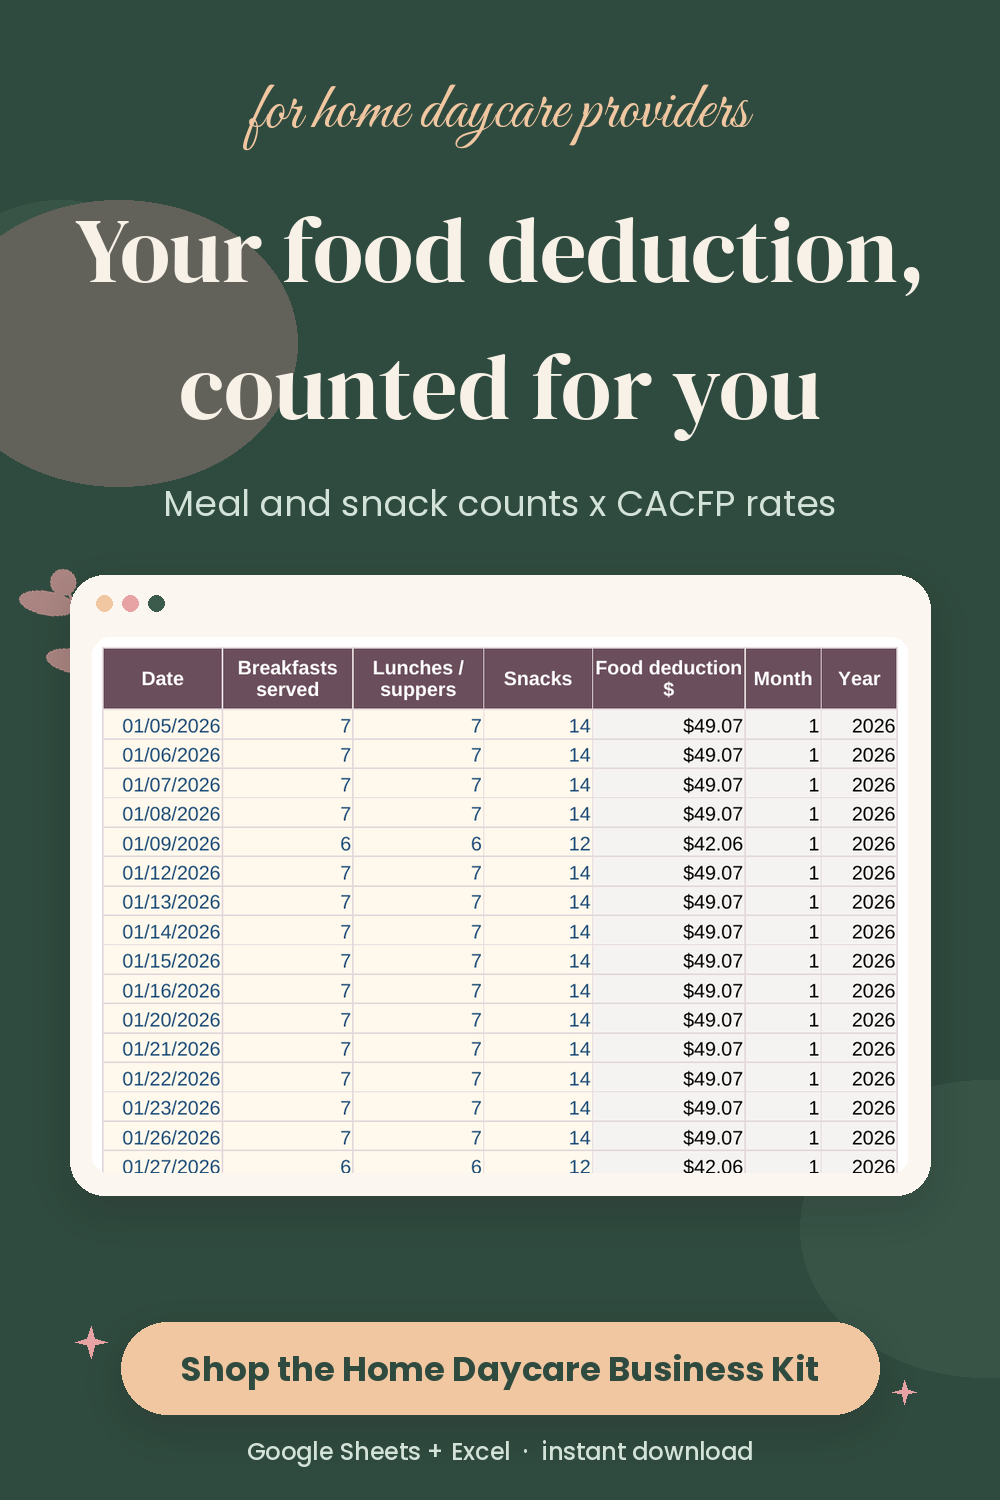 for home daycare providers
Your food deduction,
counted for you
Meal and snack counts x CACFP rates
Date Breakfasts served Lunches / suppers Snacks Food deduction $ Month Year
01/05/2026 7 7 14 $49.07 1 2026
01/06/2026 7 7 14 $49.07 1 2026
01/07/2026 7 7 14 $49.07 1 2026
01/08/2026 7 7 14 $49.07 1 2026
01/09/2026 6 6 12 $42.06 1 2026
01/12/2026 7 7 14 $49.07 1 2026
01/13/2026 7 7 14 $49.07 1 2026
01/14/2026 7 7 14 $49.07 1 2026
01/15/2026 7 7 14 $49.07 1 2026
01/16/2026 7 7 14 $49.07 1 2026
01/20/2026 7 7 14 $49.07 1 2026
01/21/2026 7 7 14 $49.07 1 2026
01/22/2026 7 7 14 $49.07 1 2026
01/23/2026 7 7 14 $49.07 1 2026
01/26/2026 7 7 14 $49.07 1 2026
01/27/2026 6 6 12 $42.06 1 2026
Shop the Home Daycare Business Kit
Google Sheets + Excel · instant download